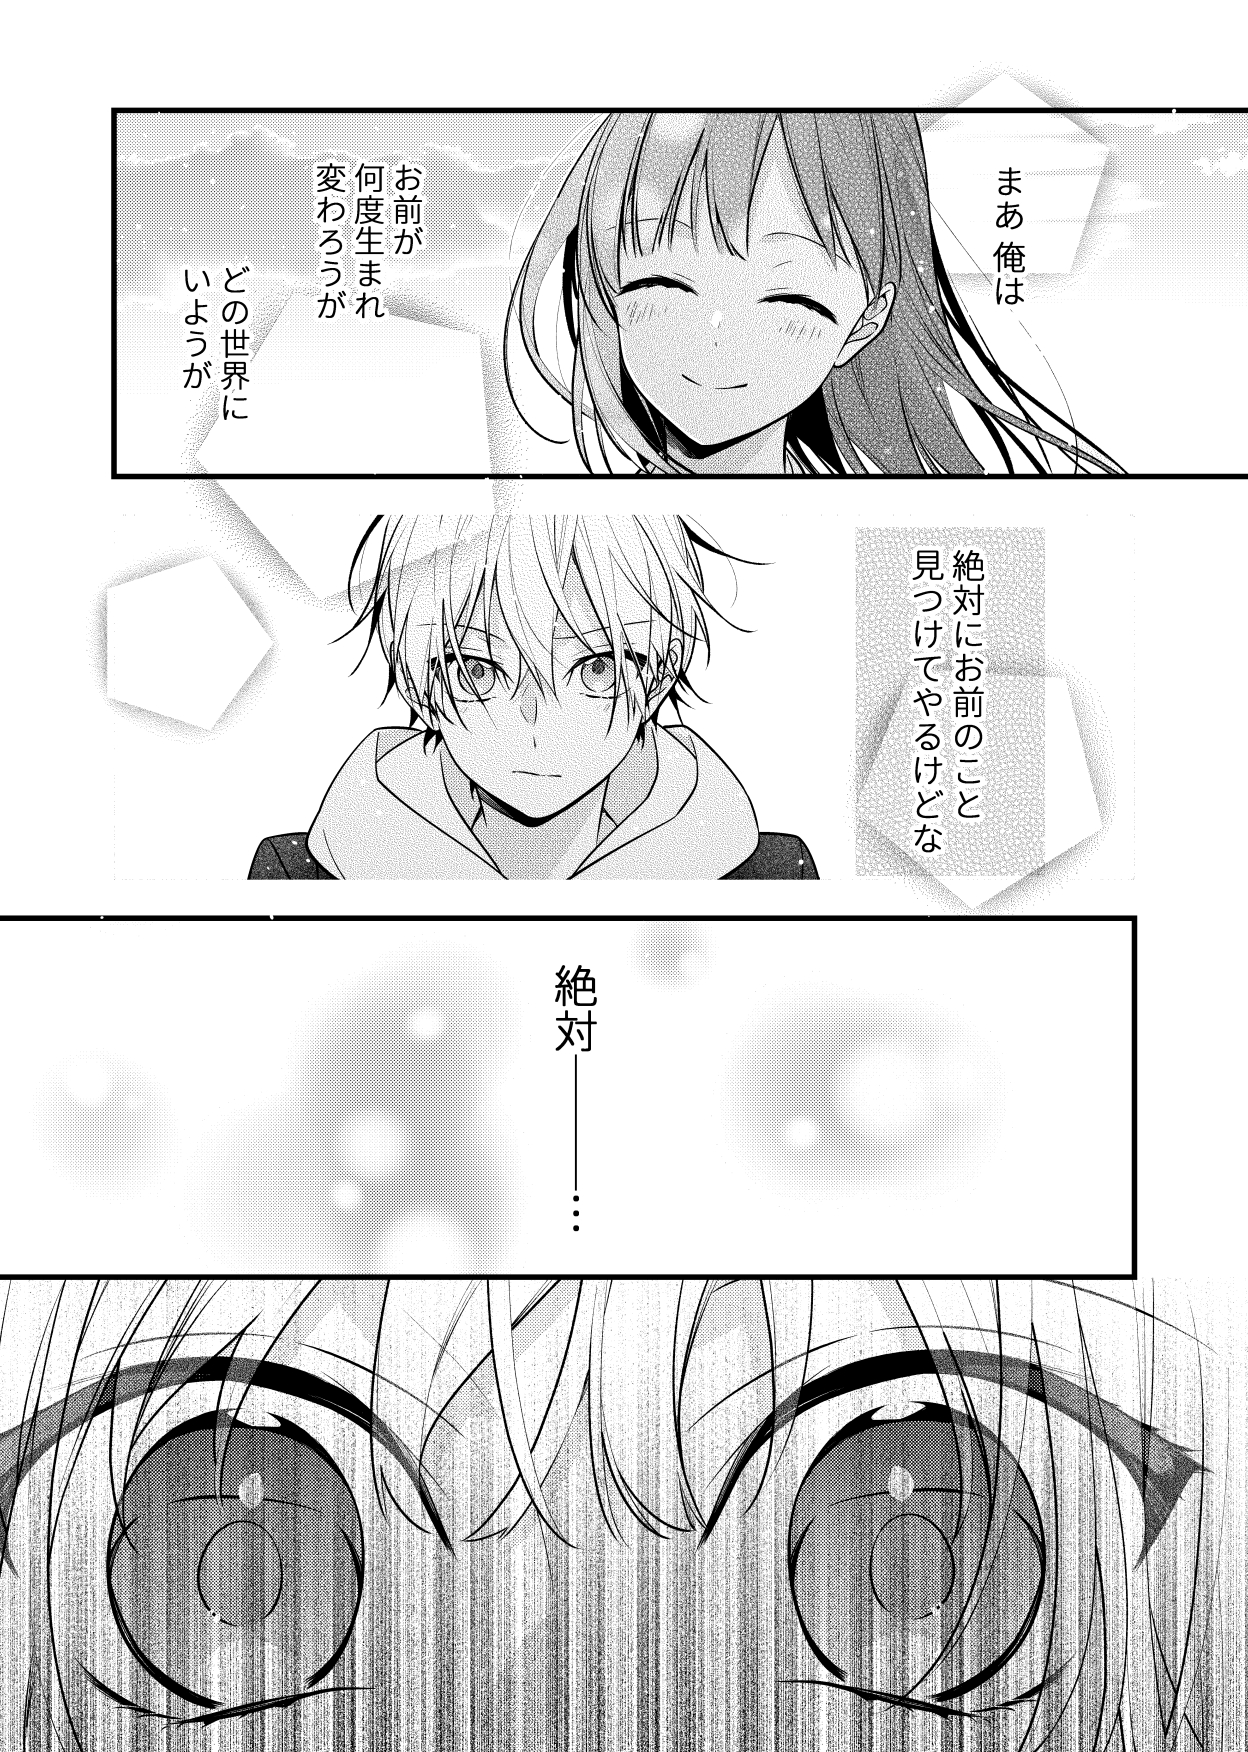 まあ 俺は
お前が
何度生まれ
変わろうが
どの世界に
いようが
絶対にお前のこと
見つけてやるけどな
絶対――…